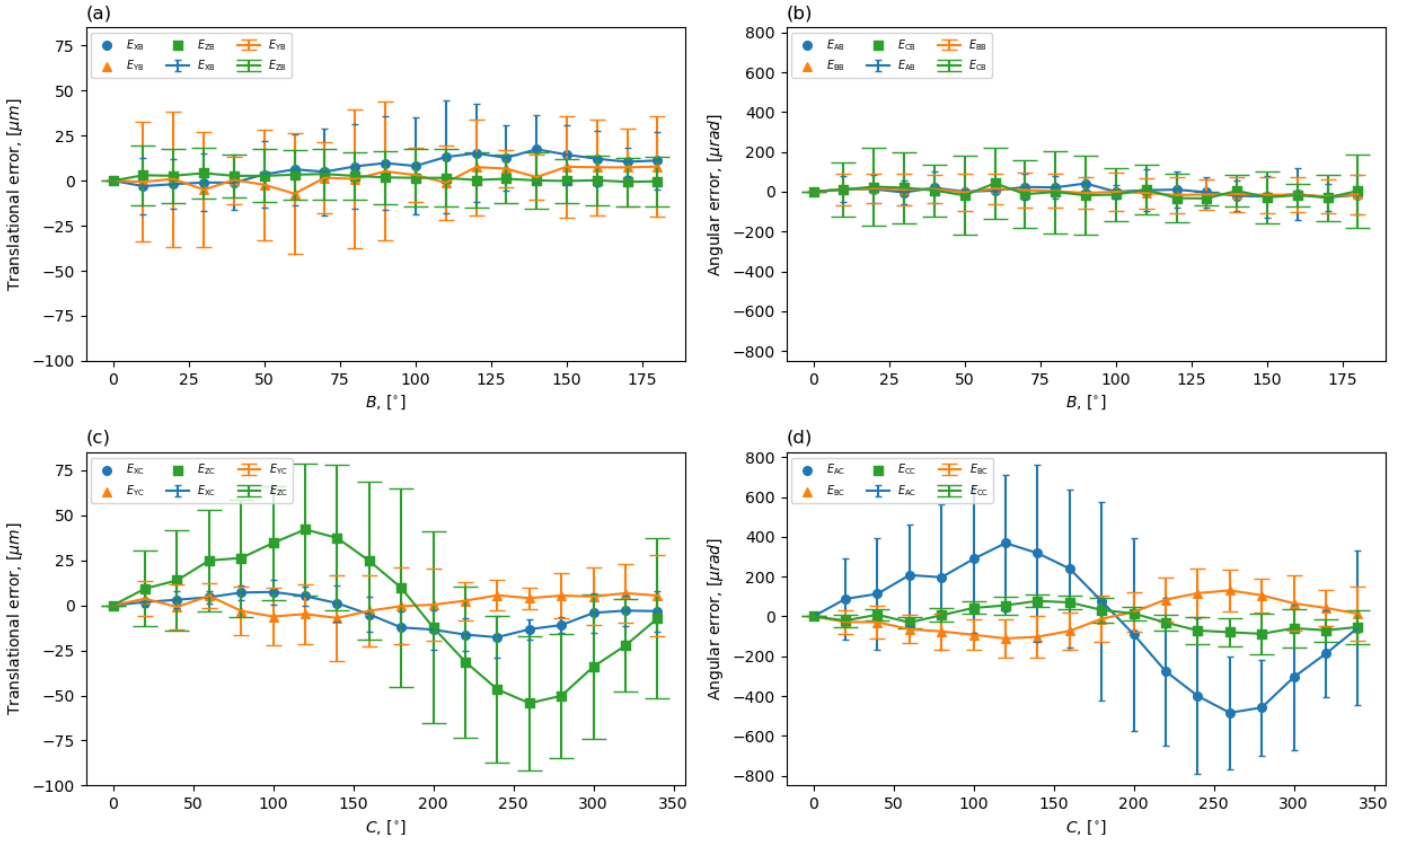 (a)
E_XB E_ZB E_YB
E_YB E_XB E_ZB
Translational error, [μm]
75
50
25
0
−25
−50
−75
−100
0 25 50 75 100 125 150 175
B, [°]
(b)
E_AB E_CB E_BB
E_BB E_AB E_CB
Angular error, [μrad]
800
600
400
200
0
−200
−400
−600
−800
0 25 50 75 100 125 150 175
B, [°]
(c)
E_XC E_ZC E_YC
E_YC E_XC E_ZC
Translational error, [μm]
75
50
25
0
−25
−50
−75
−100
0 50 100 150 200 250 300 350
C, [°]
(d)
E_AC E_CC E_BC
E_BC E_AC E_CC
Angular error, [μrad]
800
600
400
200
0
−200
−400
−600
−800
0 50 100 150 200 250 300 350
C, [°]